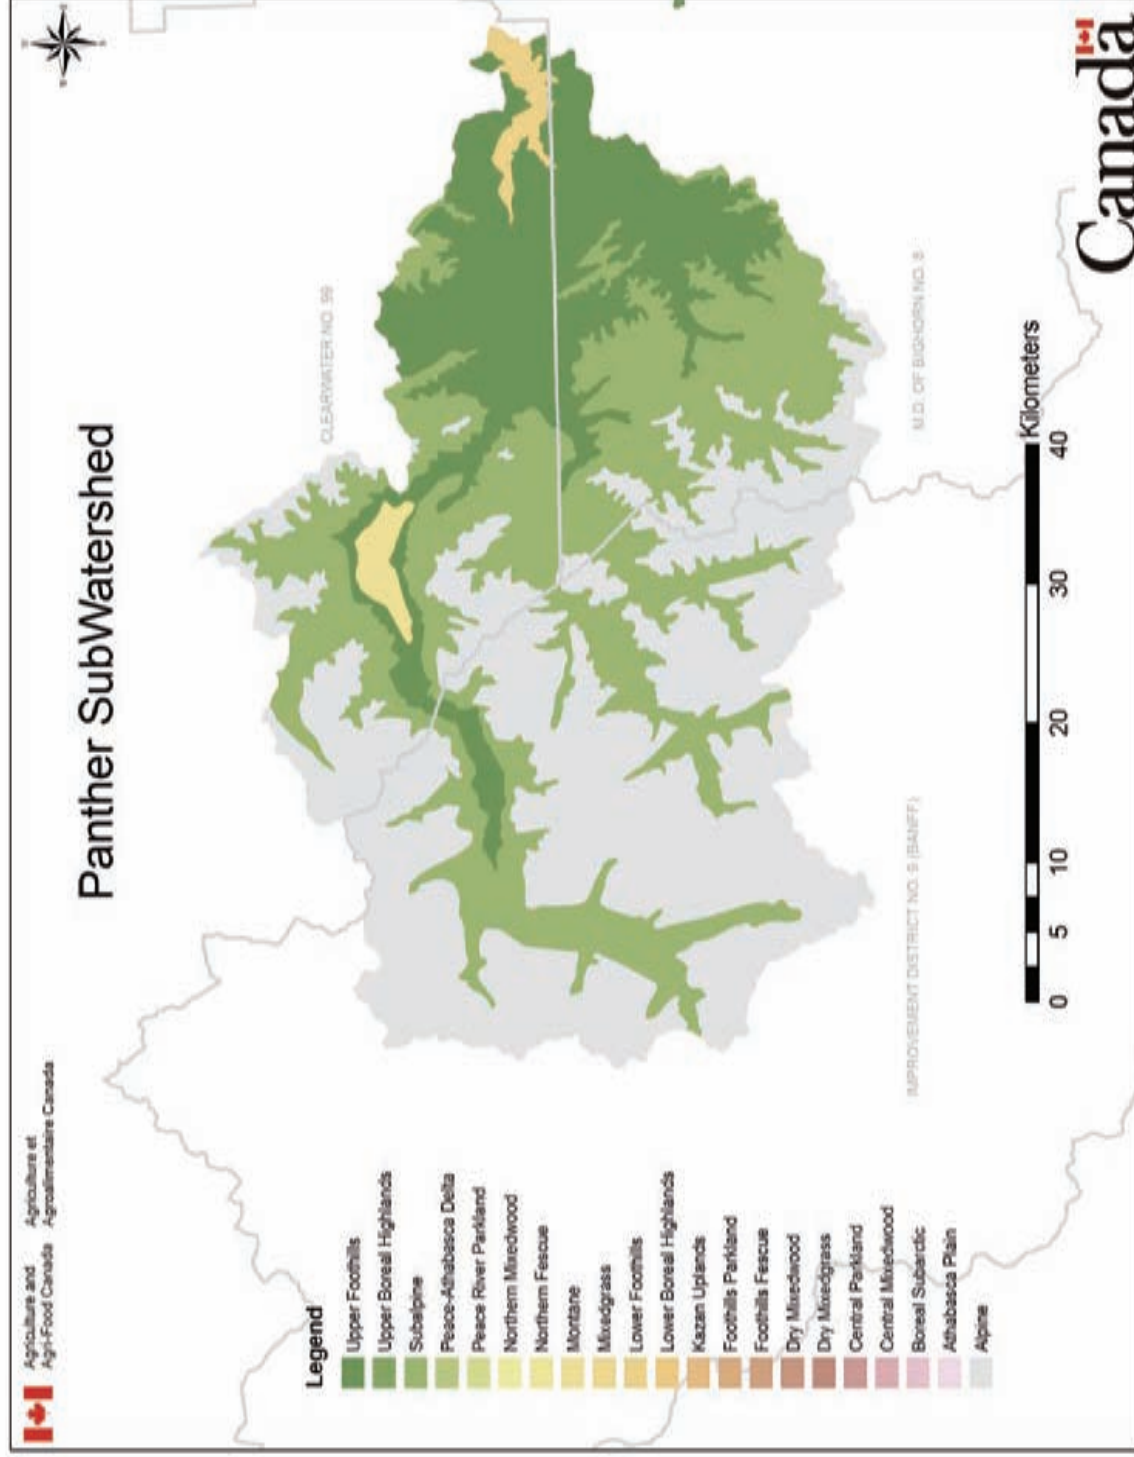 Agriculture and
Agri-Food Canada
Agriculture et
Agroalimentaire Canada
Panther SubWatershed
CLEARWATER NO. 99
M.D. OF BIGHORN NO. 8
IMPROVEMENT DISTRICT NO. 9 (BANFF)
Legend
Upper Foothills
Upper Boreal Highlands
Subalpine
Peace-Athabasca Delta
Peace River Parkland
Northern Mixedwood
Northern Fescue
Montane
Mixedgrass
Lower Foothills
Lower Boreal Highlands
Kazan Uplands
Foothills Parkland
Foothills Fescue
Dry Mixedwood
Dry Mixedgrass
Central Parkland
Central Mixedwood
Boreal Subarctic
Athabasca Plain
Alpine
Kilometers
0 5 10 20 30 40
Canada